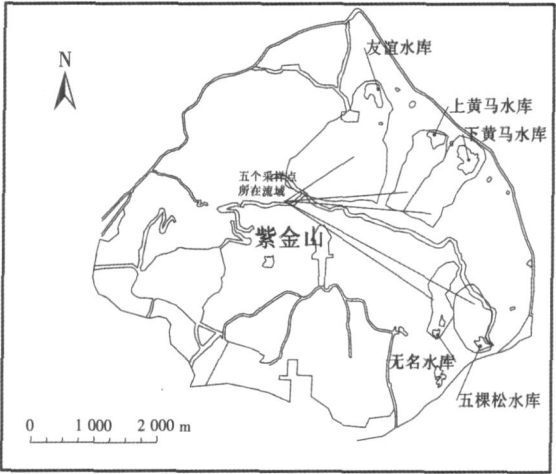 友谊水库
N
上黄马水库
下黄马水库
五个采样点
所在流域
紫金山
无名水库
五棵松水库
0 1 000 2 000 m